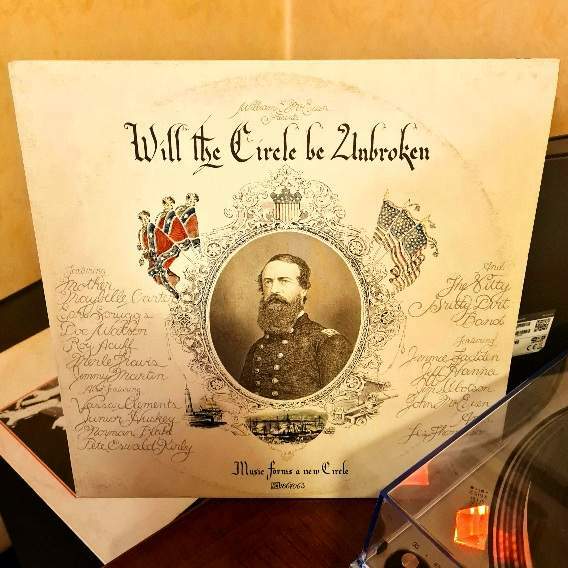 William E. McEuen
Presents
Will the Circle be Unbroken
featuring
Mother
Maybelle Carter
Earl Scruggs
Doc Watson
Roy Acuff
Merle Travis
Jimmy Martin
Also featuring
Vassar Clements
Junior Huskey
Norman Blake
Pete Oswald Kirby
And
The Nitty
Gritty Dirt
Band
featuring
Jimmie Fadden
Jeff Hanna
Jim Ibbotson
John McEuen
Les Thompson
Music forms a new Circle